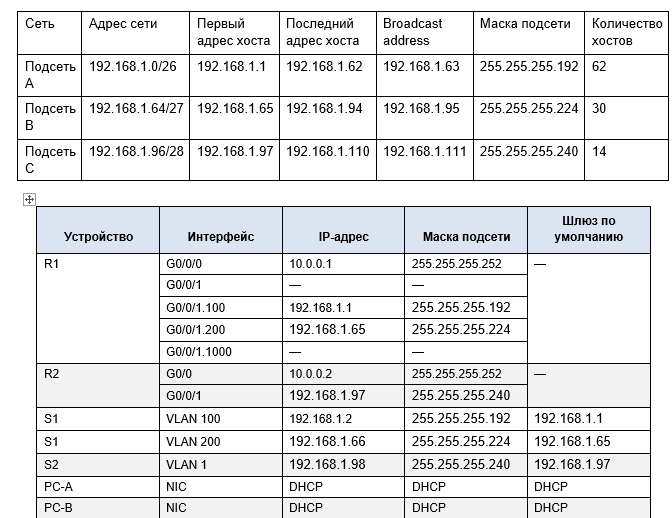 Сеть Адрес сети Первый адрес хоста Последний адрес хоста Broadcast address Маска подсети Количество хостов
Подсеть A 192.168.1.0/26 192.168.1.1 192.168.1.62 192.168.1.63 255.255.255.192 62
Подсеть B 192.168.1.64/27 192.168.1.65 192.168.1.94 192.168.1.95 255.255.255.224 30
Подсеть C 192.168.1.96/28 192.168.1.97 192.168.1.110 192.168.1.111 255.255.255.240 14
Устройство Интерфейс IP-адрес Маска подсети Шлюз по умолчанию
R1 G0/0/0 10.0.0.1 255.255.255.252 —
G0/0/1 — —
G0/0/1.100 192.168.1.1 255.255.255.192
G0/0/1.200 192.168.1.65 255.255.255.224
G0/0/1.1000 — —
R2 G0/0 10.0.0.2 255.255.255.252 —
G0/0/1 192.168.1.97 255.255.255.240
S1 VLAN 100 192.168.1.2 255.255.255.192 192.168.1.1
S1 VLAN 200 192.168.1.66 255.255.255.224 192.168.1.65
S2 VLAN 1 192.168.1.98 255.255.255.240 192.168.1.97
PC-A NIC DHCP DHCP DHCP
PC-B NIC DHCP DHCP DHCP